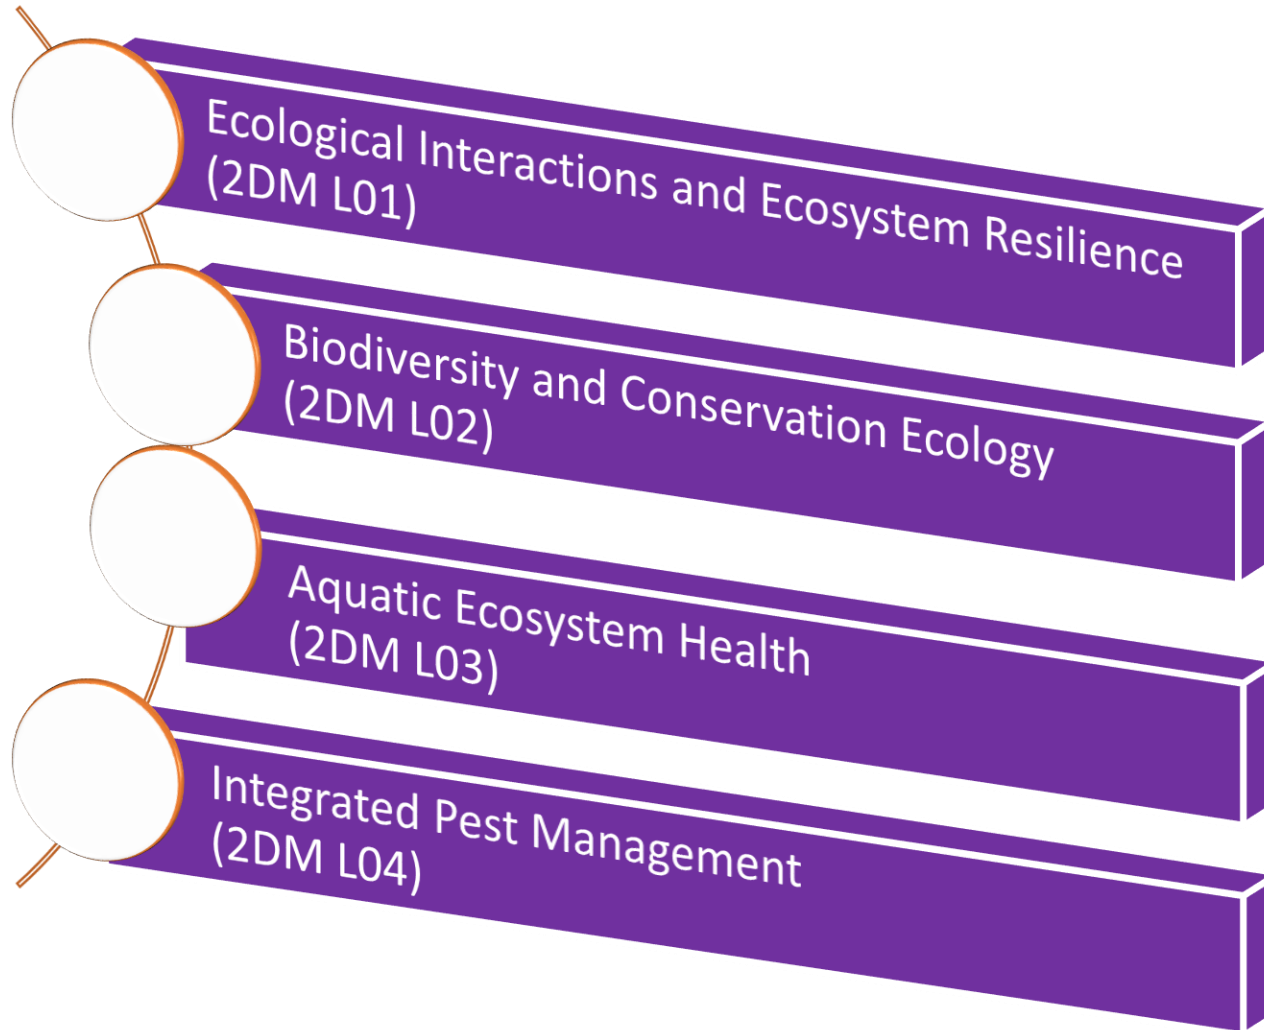 Ecological Interactions and Ecosystem Resilience
(2DM L01)
Biodiversity and Conservation Ecology
(2DM L02)
Aquatic Ecosystem Health
(2DM L03)
Integrated Pest Management
(2DM L04)